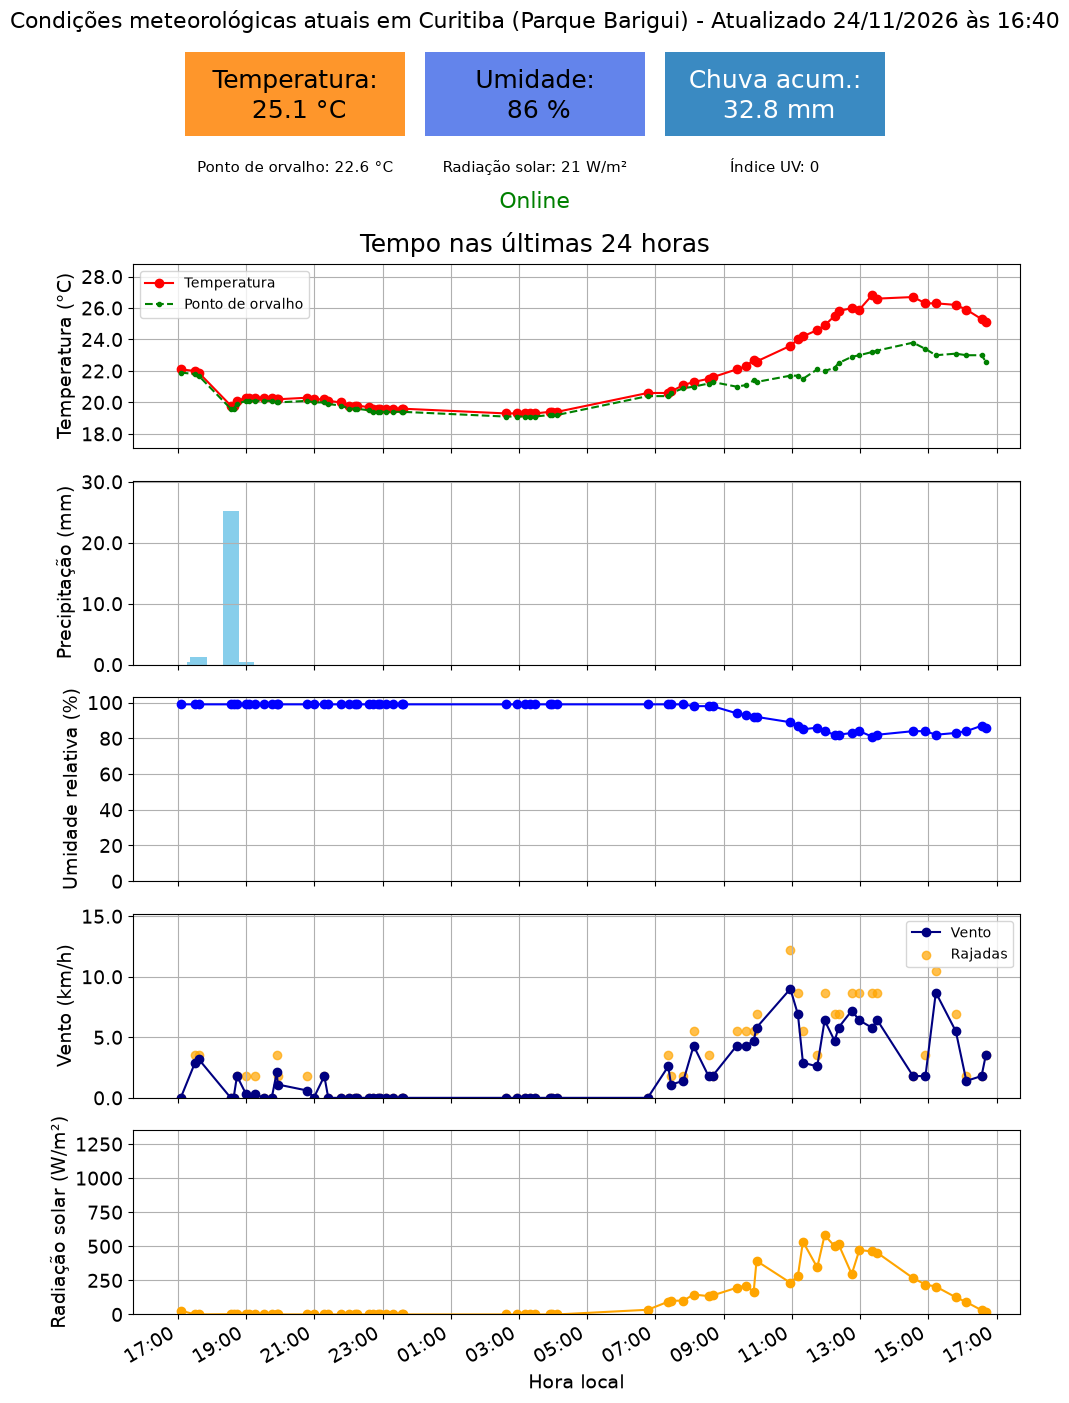 Condições meteorológicas atuais em Curitiba (Parque Barigui) - Atualizado 24/11/2026 às 16:40
Temperatura:
25.1 °C
Umidade:
86 %
Chuva acum.:
32.8 mm
Ponto de orvalho: 22.6 °C
Radiação solar: 21 W/m²
Índice UV: 0
Online
Tempo nas últimas 24 horas
Temperatura (°C)
28.0
26.0
24.0
22.0
20.0
18.0
Temperatura
Ponto de orvalho
Precipitação (mm)
30.0
20.0
10.0
0.0
Umidade relativa (%)
100
80
60
40
20
0
Vento (km/h)
15.0
10.0
5.0
0.0
Vento
Rajadas
Radiação solar (W/m²)
1250
1000
750
500
250
0
17:00
19:00
21:00
23:00
01:00
03:00
05:00
07:00
09:00
11:00
13:00
15:00
17:00
Hora local